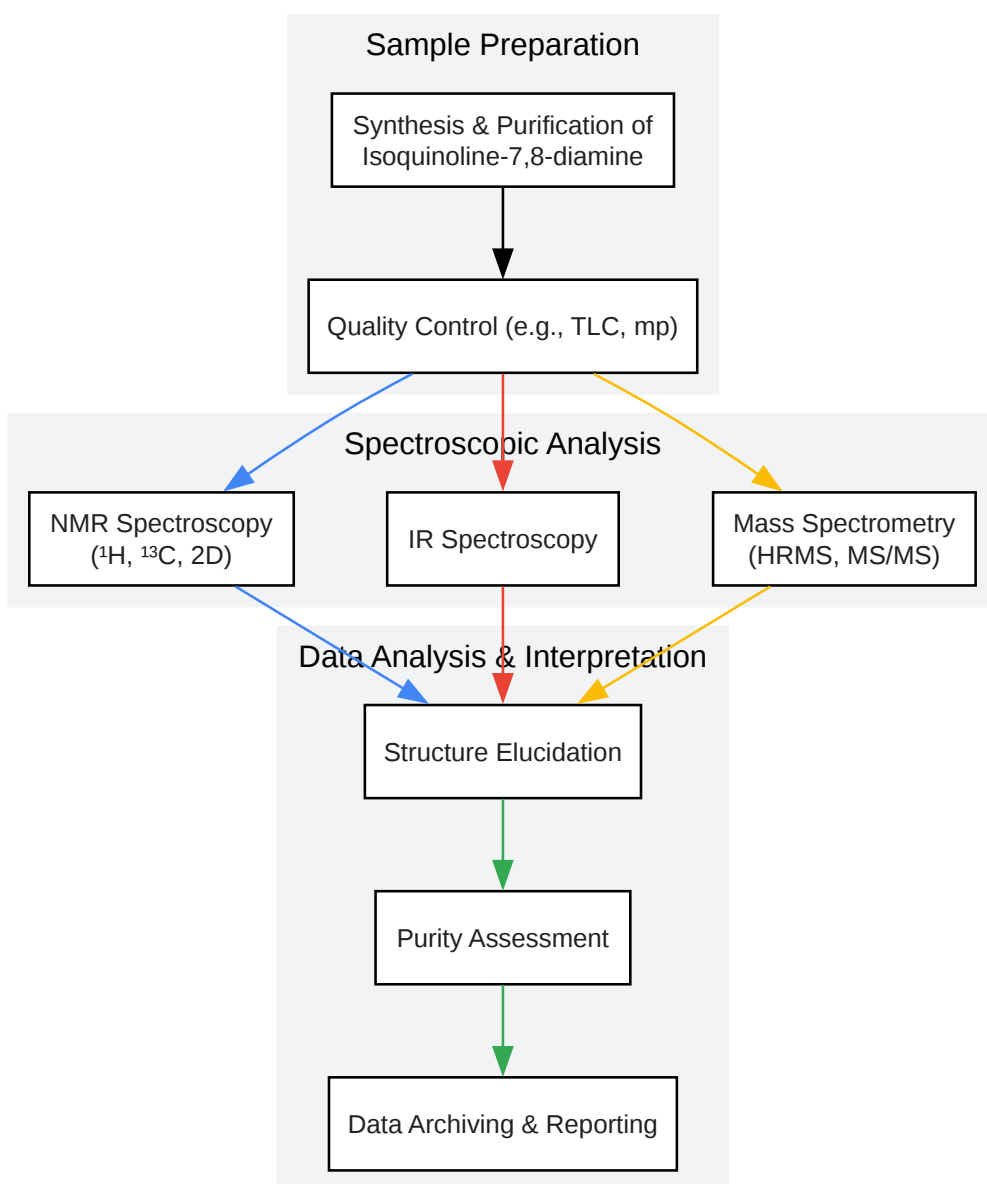 Sample Preparation
Synthesis & Purification of
Isoquinoline-7,8-diamine
Quality Control (e.g., TLC, mp)
Spectroscopic Analysis
NMR Spectroscopy
(¹H, ¹³C, 2D)
IR Spectroscopy
Mass Spectrometry
(HRMS, MS/MS)
Data Analysis & Interpretation
Structure Elucidation
Purity Assessment
Data Archiving & Reporting